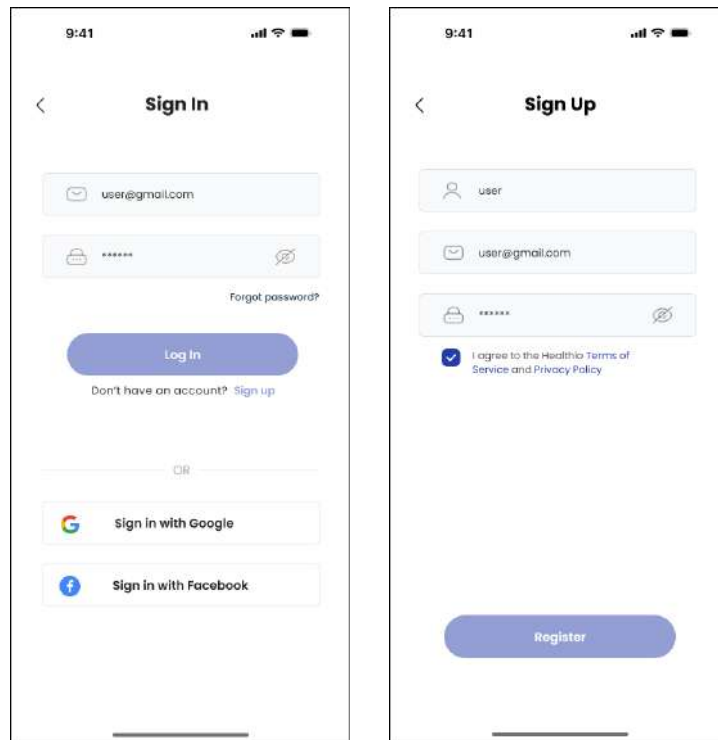 9:41
Sign In
user@gmail.com
******
Forgot password?
Log In
Don't have an account? Sign up
OR
Sign in with Google
Sign in with Facebook
9:41
Sign Up
user
user@gmail.com
******
I agree to the Healthio Terms of
Service and Privacy Policy
Register